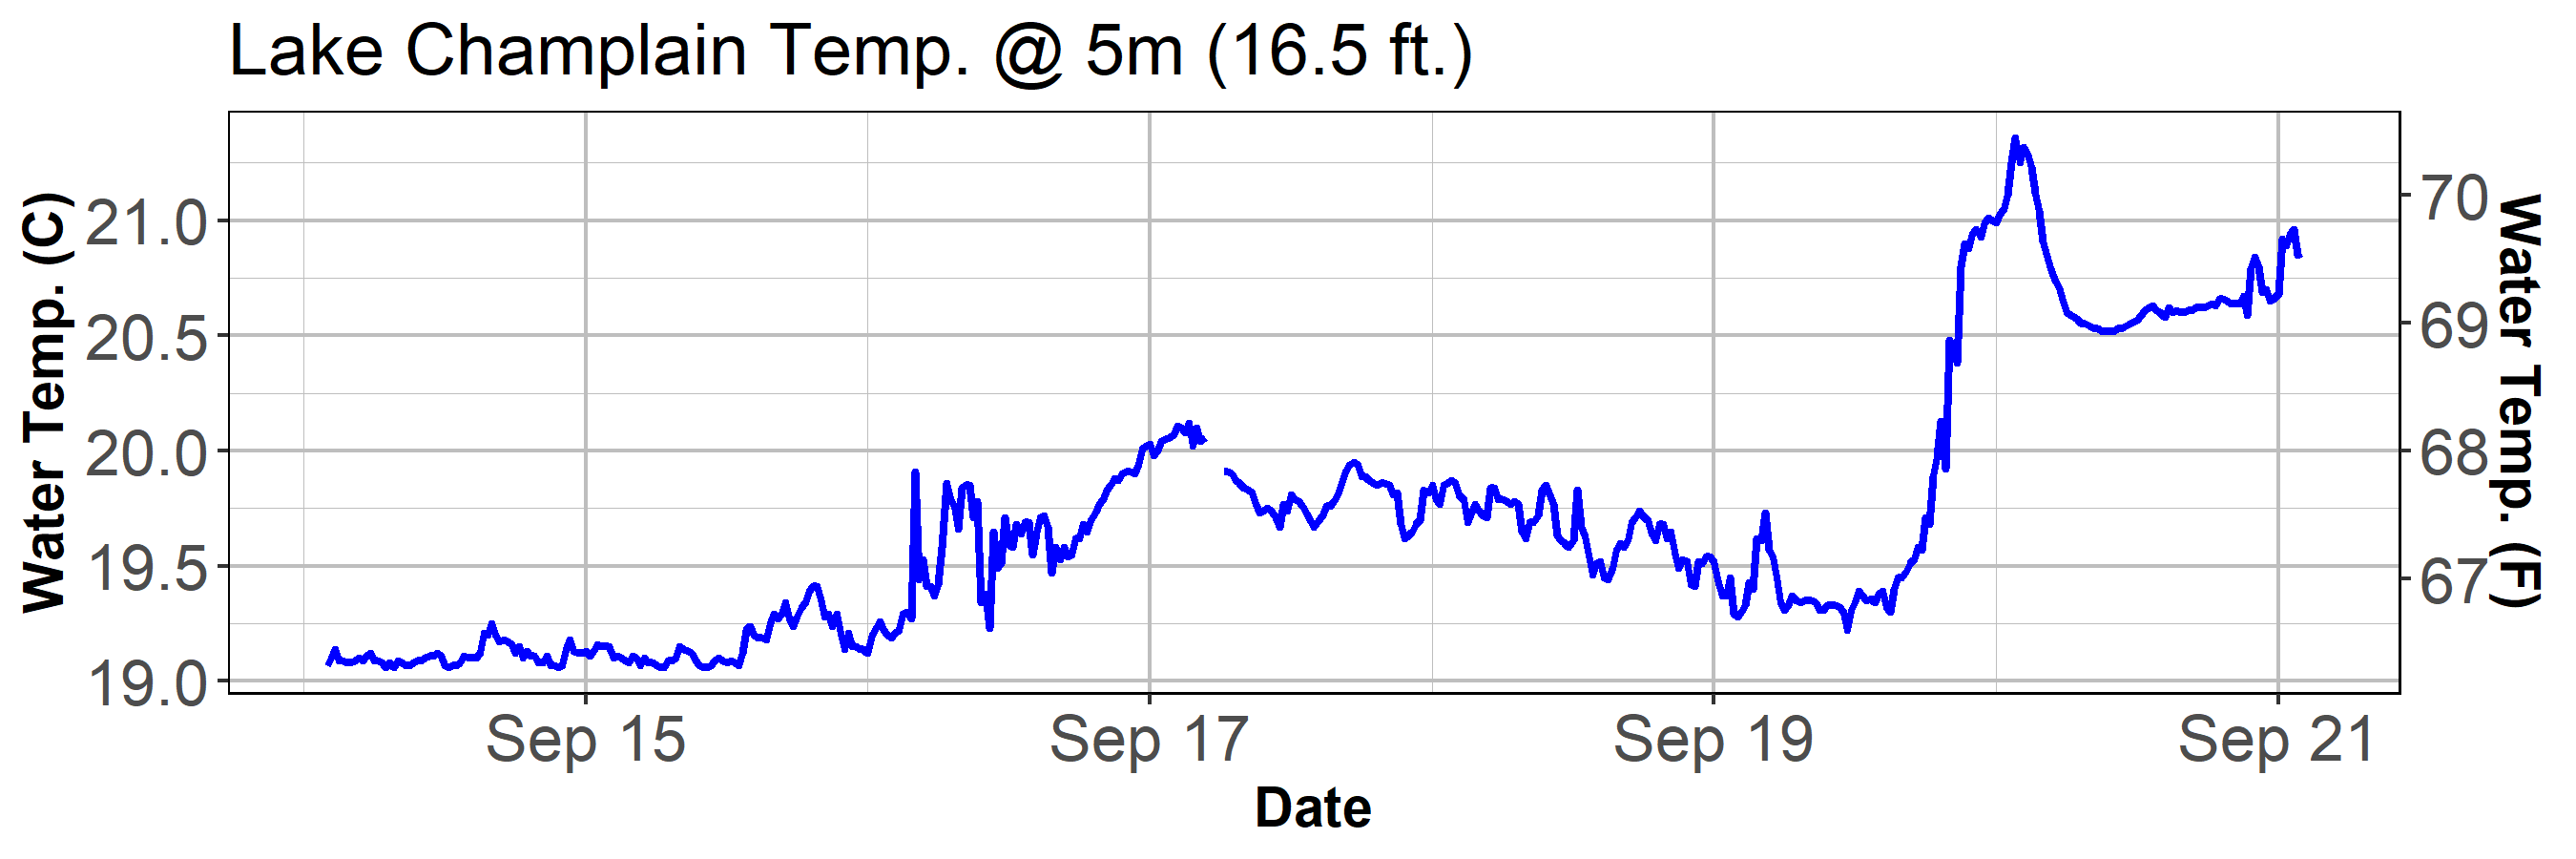 Lake Champlain Temp. @ 5m (16.5 ft.)
Water Temp. (C)
21.0
20.5
20.0
19.5
19.0
70
69
68
67
Water Temp. (F)
Sep 15 Sep 17 Sep 19 Sep 21
Date